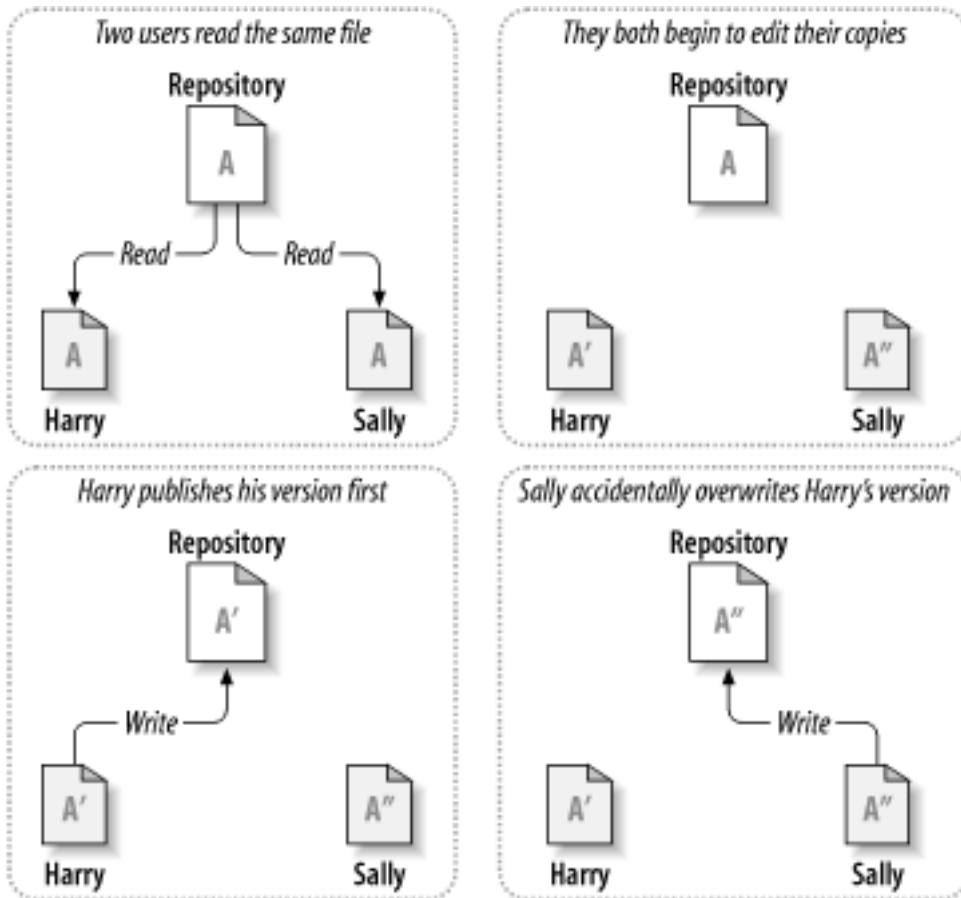 Two users read the same file
Repository
A
Read Read
A A
Harry Sally
They both begin to edit their copies
Repository
A
A′ A″
Harry Sally
Harry publishes his version first
Repository
A′
Write
A′ A″
Harry Sally
Sally accidentally overwrites Harry’s version
Repository
A″
Write
A′ A″
Harry Sally